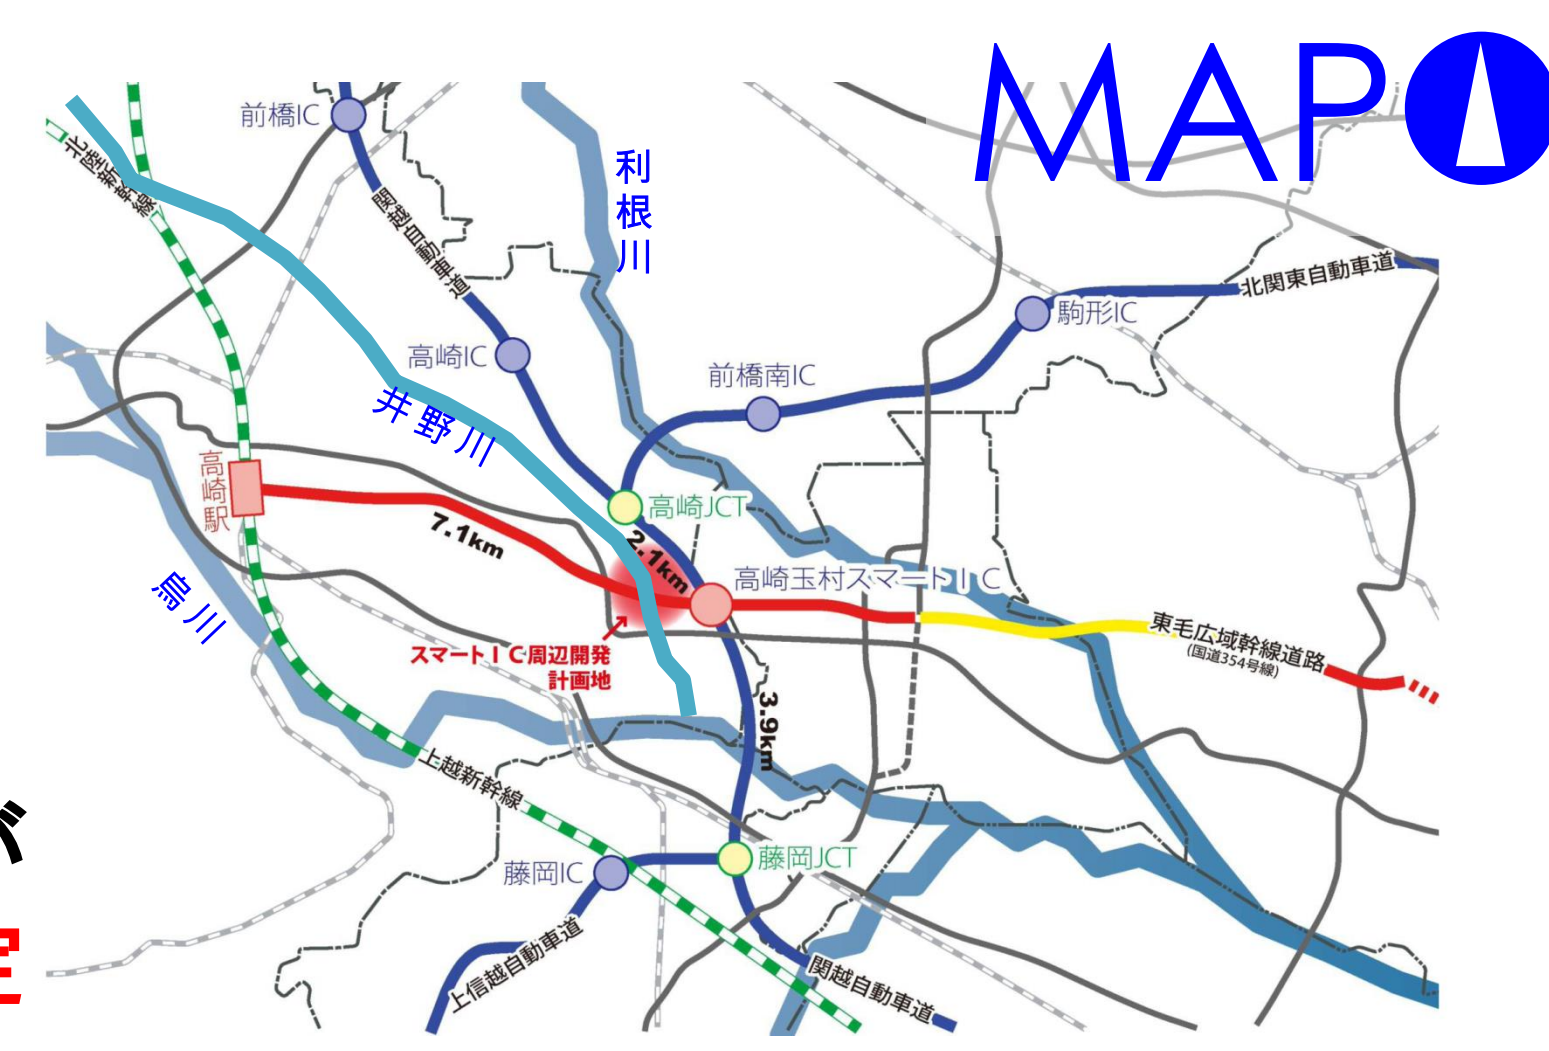 MAP
前橋IC
北陸新幹線
関越自動車道
利根川
北関東自動車道
駒形IC
高崎IC
前橋南IC
井野川
高崎駅
高崎JCT
7.1km
2.1km
高崎玉村スマートIC
烏川
東毛広域幹線道路
(国道354号線)
スマートIC周辺開発
計画地
3.9km
上越新幹線
が
定
藤岡JCT
藤岡IC
上信越自動車道
関越自動車道